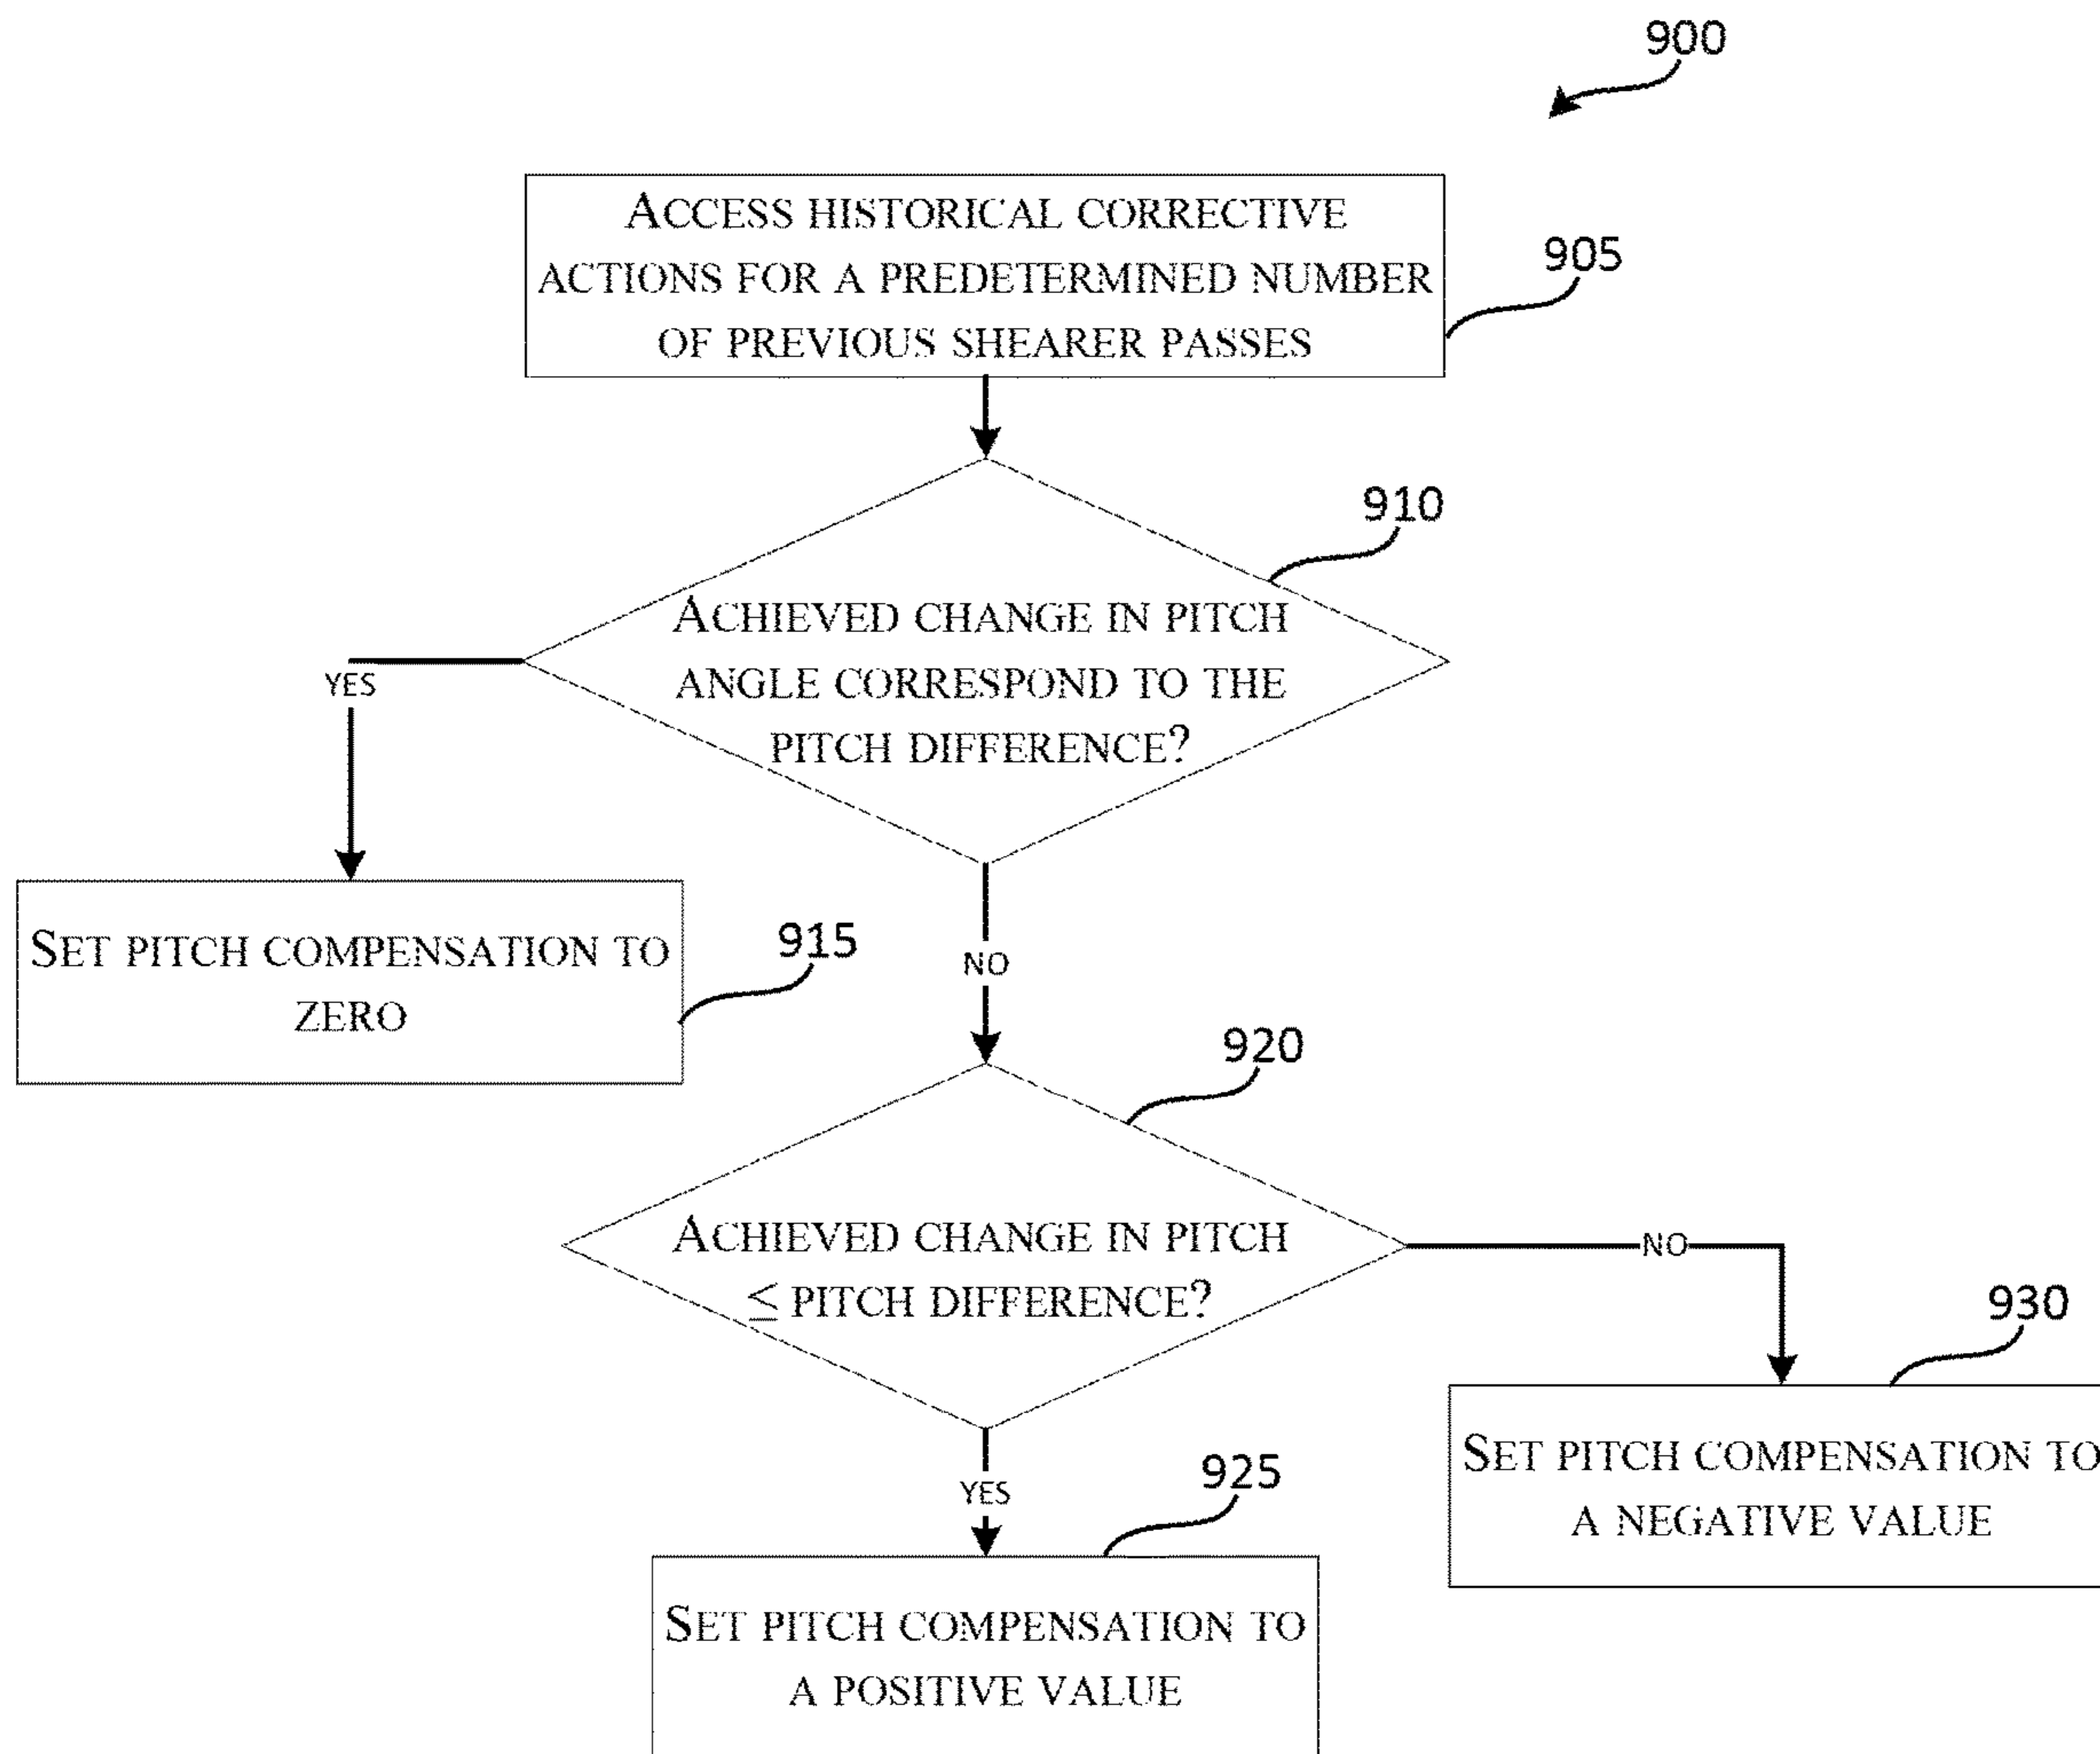 900
ACCESS HISTORICAL CORRECTIVE
ACTIONS FOR A PREDETERMINED NUMBER
OF PREVIOUS SHEARER PASSES
905
910
ACHIEVED CHANGE IN PITCH
ANGLE CORRESPOND TO THE
PITCH DIFFERENCE?
YES
SET PITCH COMPENSATION TO
ZERO
915
NO
920
ACHIEVED CHANGE IN PITCH
≤ PITCH DIFFERENCE?
NO
930
SET PITCH COMPENSATION TO
A NEGATIVE VALUE
YES
925
SET PITCH COMPENSATION TO
A POSITIVE VALUE